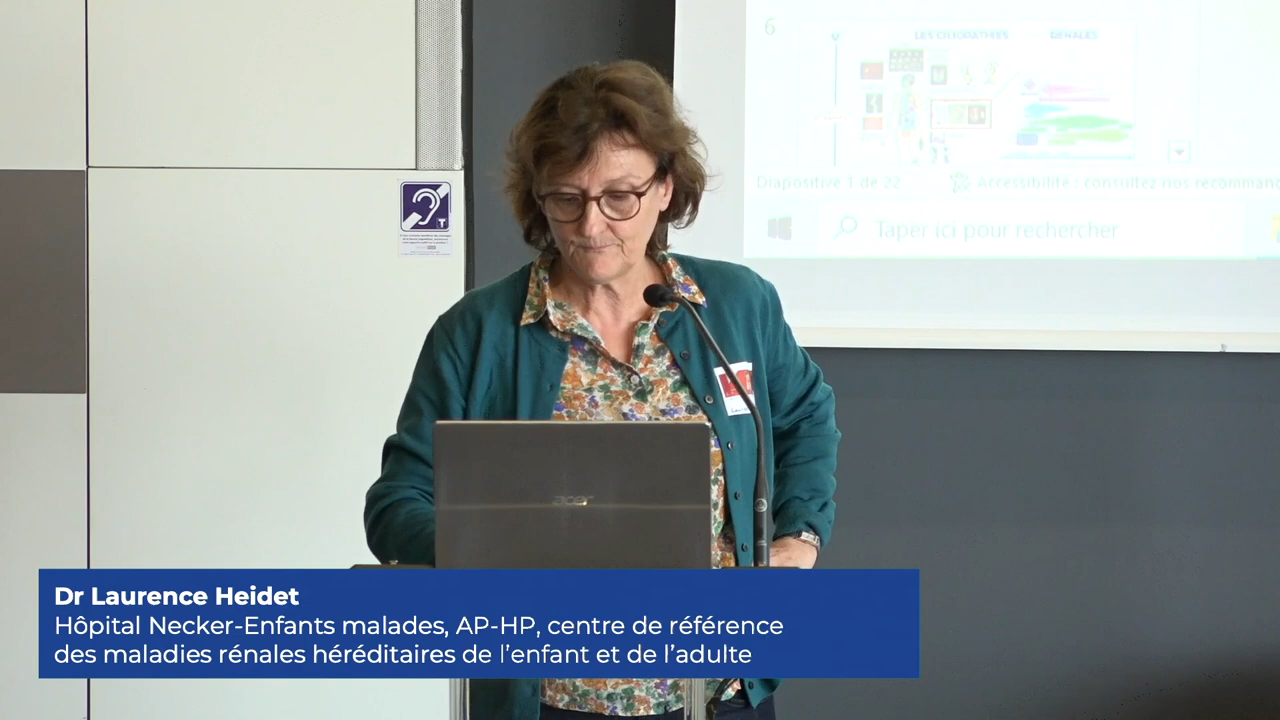 6
LES CILIOPATHIES RENALES
Diapositive 1 de 22
Accessibilité : consultez nos recommand
Taper ici pour rechercher
T
acer
Dr Laurence Heidet
Hôpital Necker-Enfants malades, AP-HP, centre de référence
des maladies rénales héréditaires de l'enfant et de l'adulte